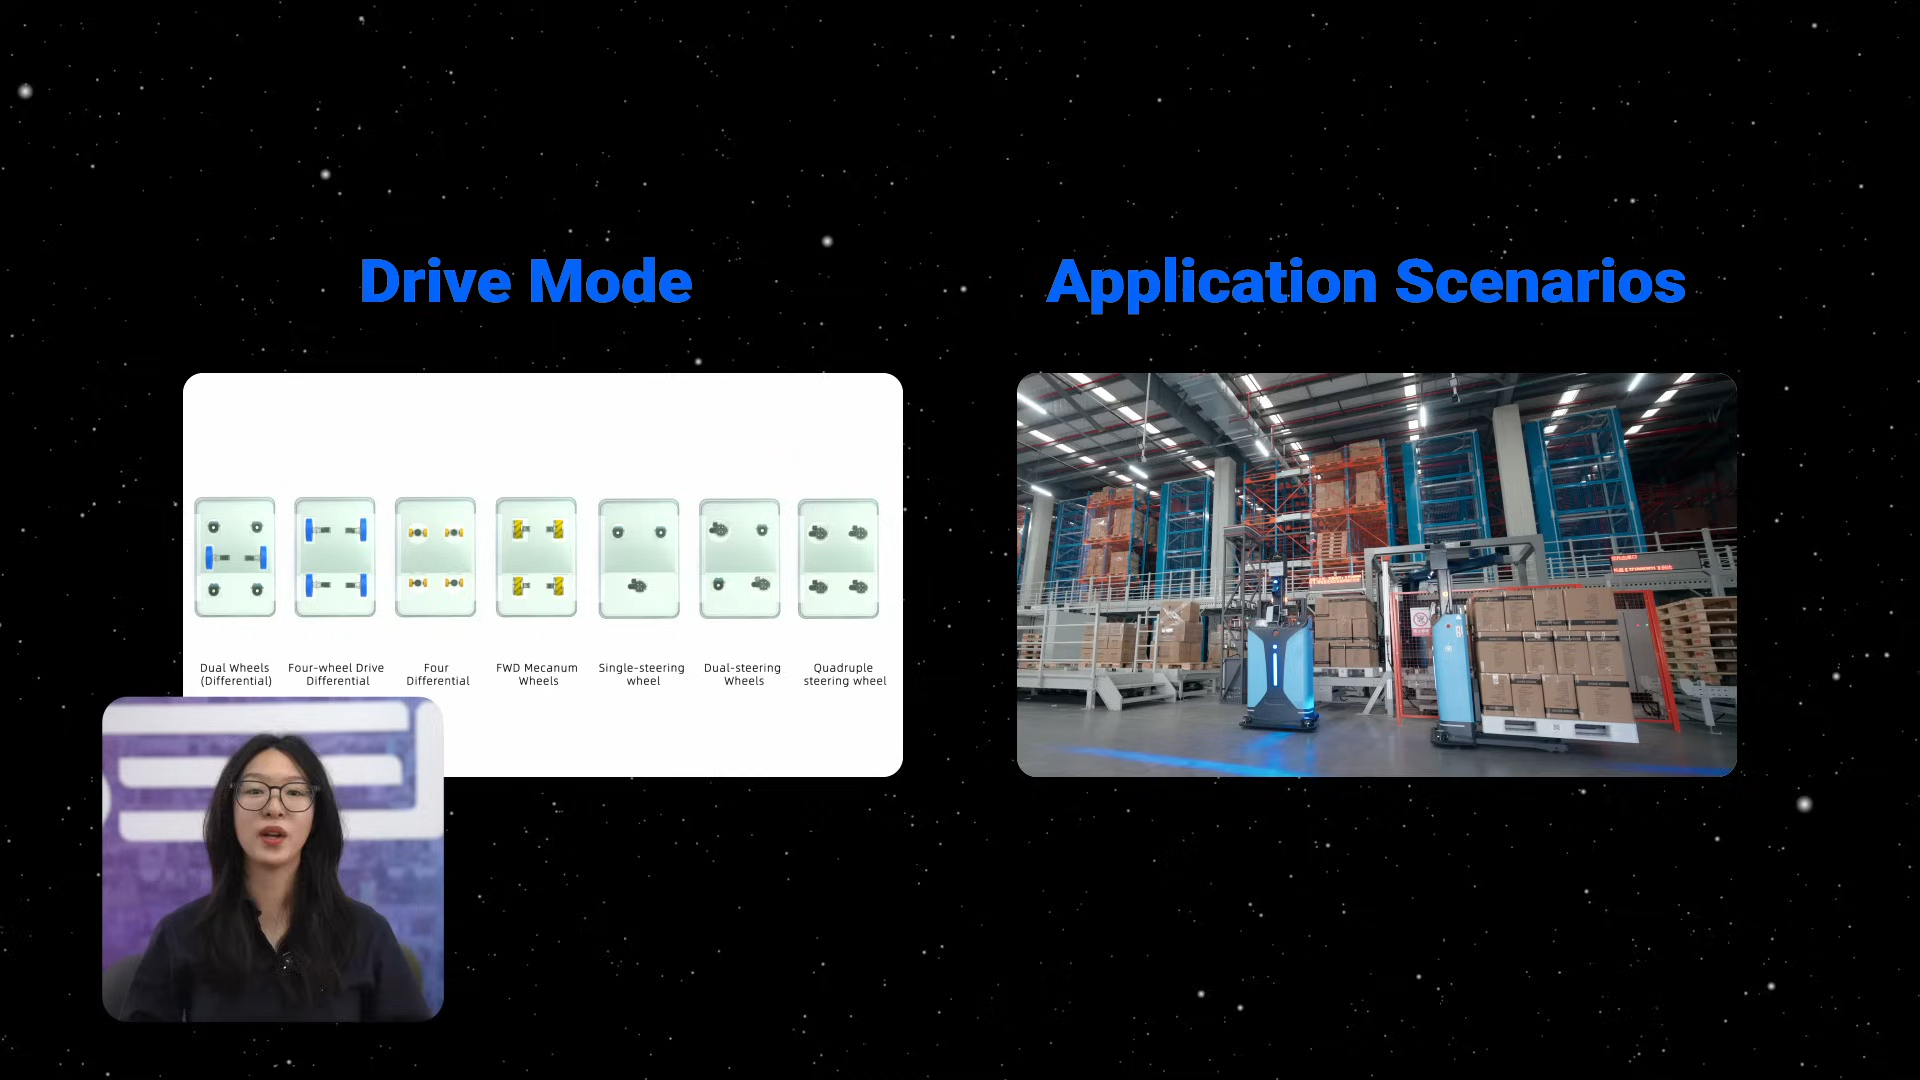 Drive Mode
Application Scenarios
Dual Wheels
(Differential)
Four-wheel Drive
Differential
Four
Differential
FWD Mecanum
Wheels
Single-steering
wheel
Dual-steering
Wheels
Quadruple
steering wheel